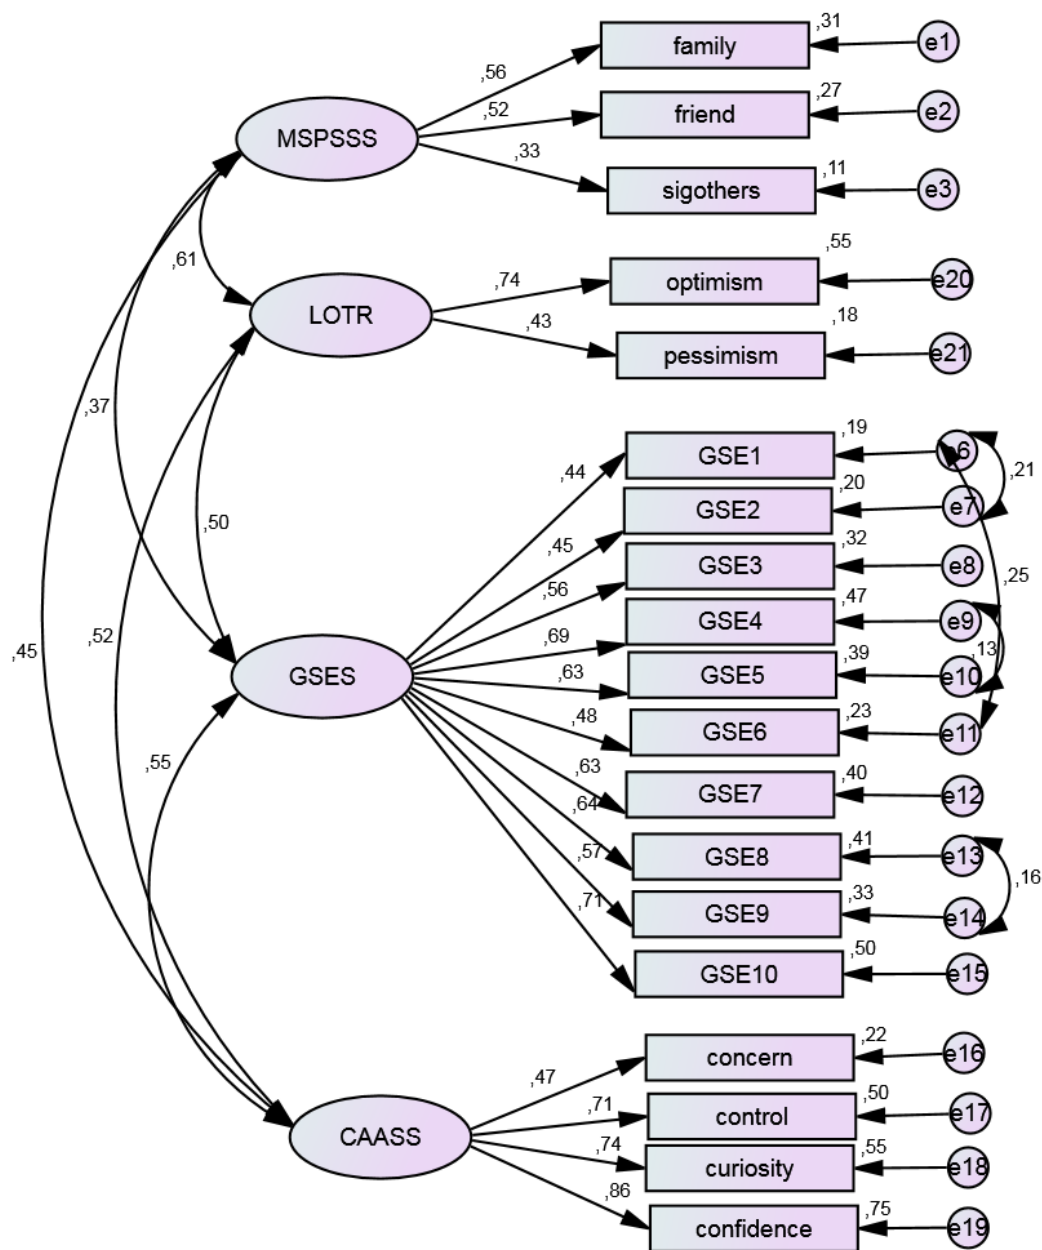 ,31
family
e1
,56
,27
friend
e2
,52
MSPSSS
,33
,11
sigothers
e3
,61
,55
optimism
e20
,74
LOTR
,43
,18
pessimism
e21
,37
,19
GSE1
e6
,44
,21
,20
GSE2
e7
,50
,45
,32
GSE3
e8
,25
,56
,47
GSE4
e9
,69
,13
,52
,45
,39
GSE5
e10
GSES
,63
,23
GSE6
e11
,48
,55
,63
,40
GSE7
e12
,64
,41
GSE8
e13
,57
,16
,33
GSE9
e14
,71
,50
GSE10
e15
,22
concern
e16
,47
,50
control
e17
,71
CAASS
,55
curiosity
e18
,74
,86
,75
confidence
e19